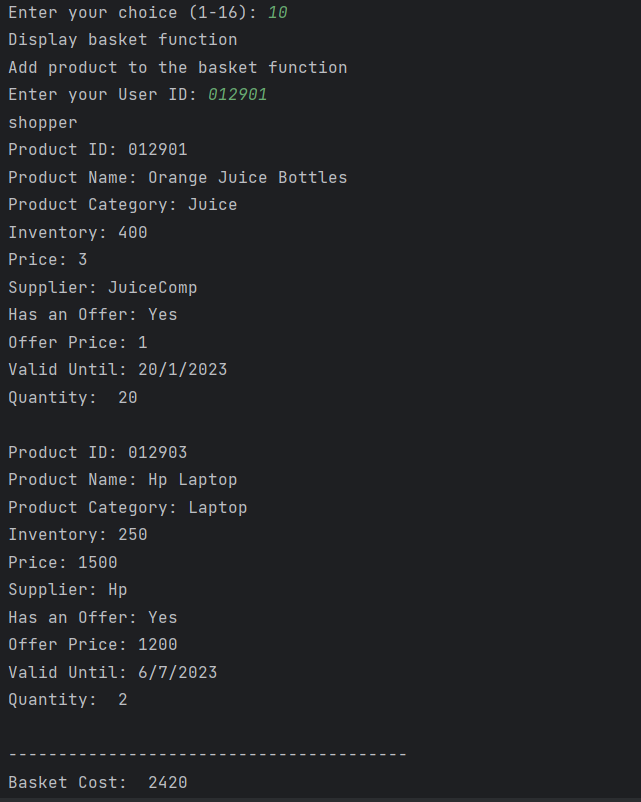 Enter your choice (1-16): 10
Display basket function
Add product to the basket function
Enter your User ID: 012901
shopper
Product ID: 012901
Product Name: Orange Juice Bottles
Product Category: Juice
Inventory: 400
Price: 3
Supplier: JuiceComp
Has an Offer: Yes
Offer Price: 1
Valid Until: 20/1/2023
Quantity:  20
Product ID: 012903
Product Name: Hp Laptop
Product Category: Laptop
Inventory: 250
Price: 1500
Supplier: Hp
Has an Offer: Yes
Offer Price: 1200
Valid Until: 6/7/2023
Quantity:  2
----------------------------------------
Basket Cost:  2420